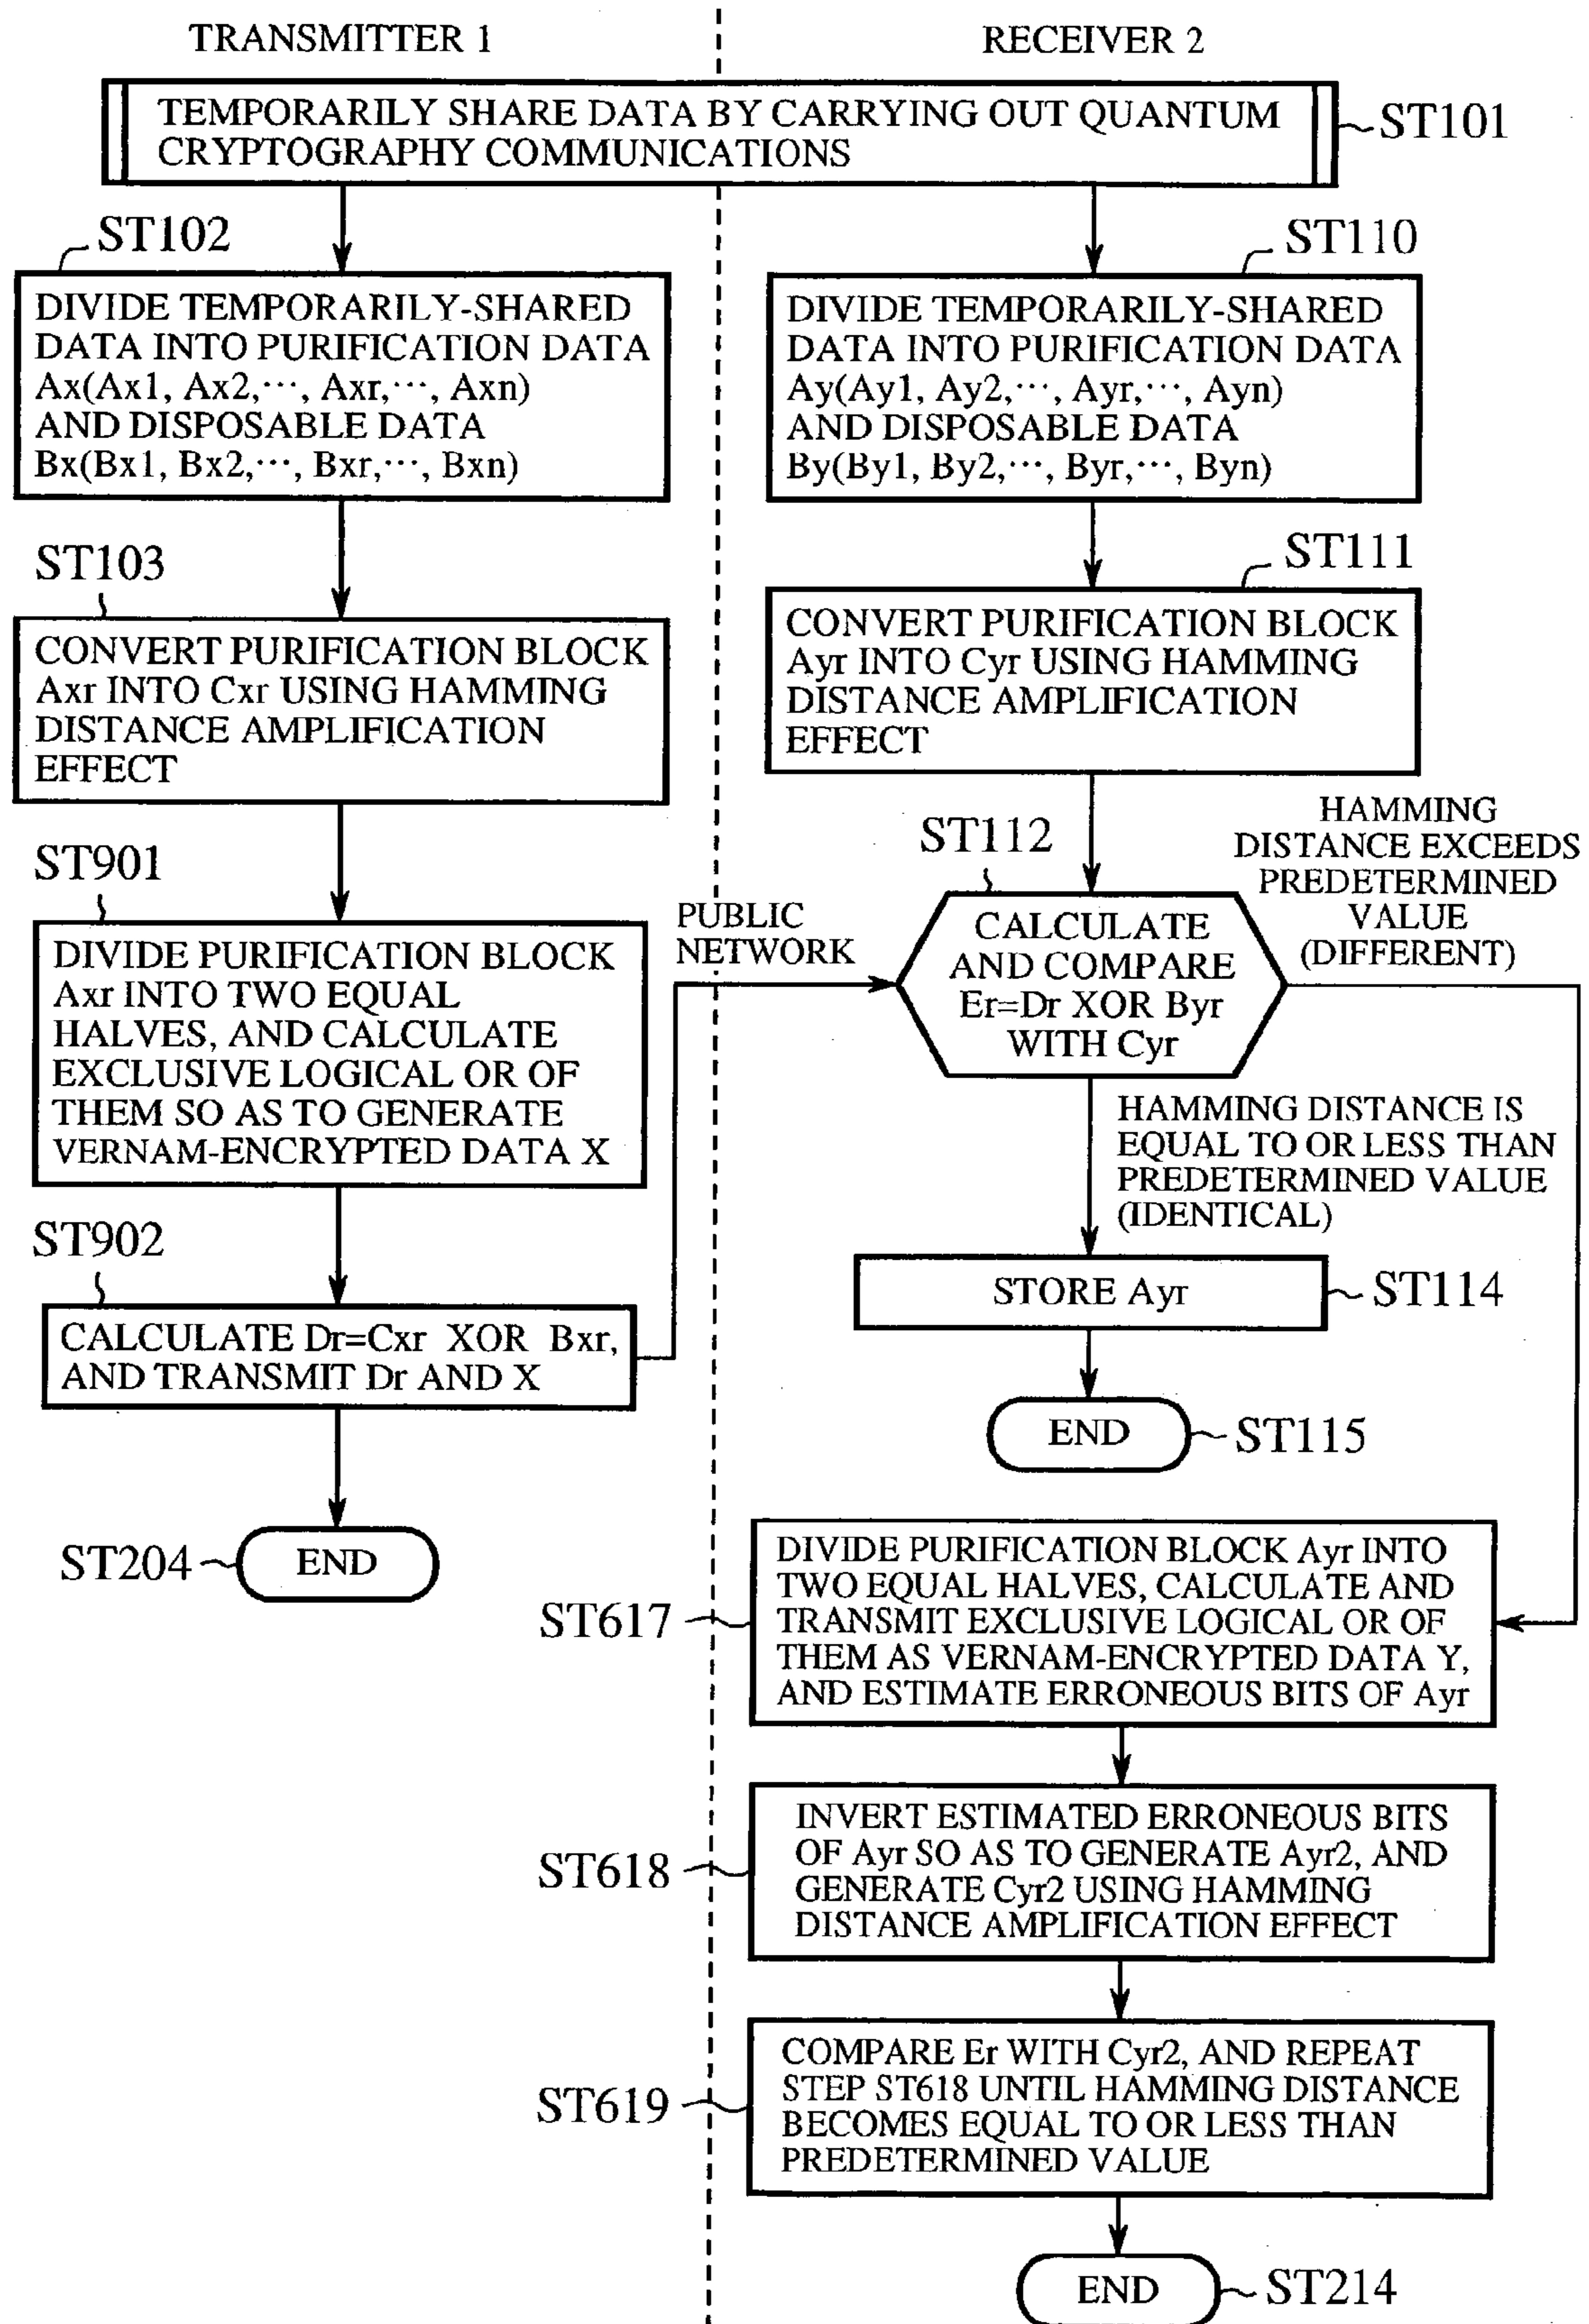 TRANSMITTER 1
RECEIVER 2
TEMPORARILY SHARE DATA BY CARRYING OUT QUANTUM
CRYPTOGRAPHY COMMUNICATIONS
ST101
ST102
DIVIDE TEMPORARILY-SHARED
DATA INTO PURIFICATION DATA
Ax(Ax1, Ax2,···, Axr,···, Axn)
AND DISPOSABLE DATA
Bx(Bx1, Bx2,···, Bxr,···, Bxn)
ST110
DIVIDE TEMPORARILY-SHARED
DATA INTO PURIFICATION DATA
Ay(Ay1, Ay2,···, Ayr,···, Ayn)
AND DISPOSABLE DATA
By(By1, By2,···, Byr,···, Byn)
ST103
CONVERT PURIFICATION BLOCK
Axr INTO Cxr USING HAMMING
DISTANCE AMPLIFICATION
EFFECT
ST111
CONVERT PURIFICATION BLOCK
Ayr INTO Cyr USING HAMMING
DISTANCE AMPLIFICATION
EFFECT
ST901
DIVIDE PURIFICATION BLOCK
Axr INTO TWO EQUAL
HALVES, AND CALCULATE
EXCLUSIVE LOGICAL OR OF
THEM SO AS TO GENERATE
VERNAM-ENCRYPTED DATA X
PUBLIC
NETWORK
ST112
CALCULATE
AND COMPARE
Er=Dr XOR Byr
WITH Cyr
HAMMING
DISTANCE EXCEEDS
PREDETERMINED
VALUE
(DIFFERENT)
HAMMING DISTANCE IS
EQUAL TO OR LESS THAN
PREDETERMINED VALUE
(IDENTICAL)
ST902
CALCULATE Dr=Cxr XOR Bxr,
AND TRANSMIT Dr AND X
STORE Ayr
ST114
END
ST115
ST204
END
ST617
DIVIDE PURIFICATION BLOCK Ayr INTO
TWO EQUAL HALVES, CALCULATE AND
TRANSMIT EXCLUSIVE LOGICAL OR OF
THEM AS VERNAM-ENCRYPTED DATA Y,
AND ESTIMATE ERRONEOUS BITS OF Ayr
ST618
INVERT ESTIMATED ERRONEOUS BITS
OF Ayr SO AS TO GENERATE Ayr2, AND
GENERATE Cyr2 USING HAMMING
DISTANCE AMPLIFICATION EFFECT
ST619
COMPARE Er WITH Cyr2, AND REPEAT
STEP ST618 UNTIL HAMMING DISTANCE
BECOMES EQUAL TO OR LESS THAN
PREDETERMINED VALUE
END
ST214